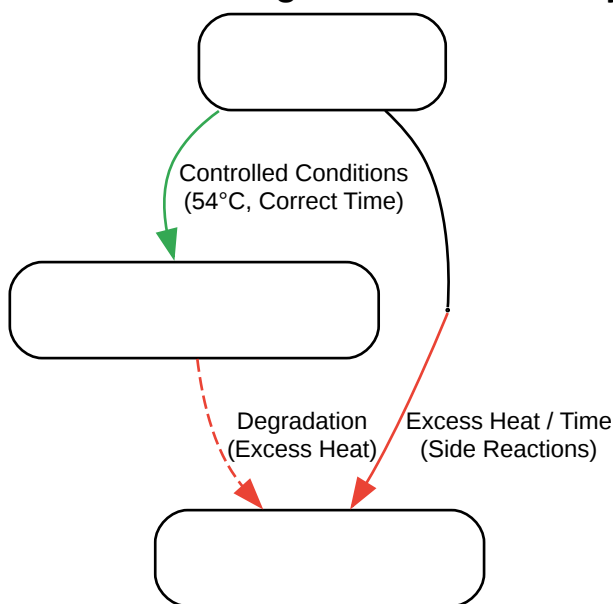 Controlled Conditions
(54°C, Correct Time)
Degradation
(Excess Heat)
Excess Heat / Time
(Side Reactions)